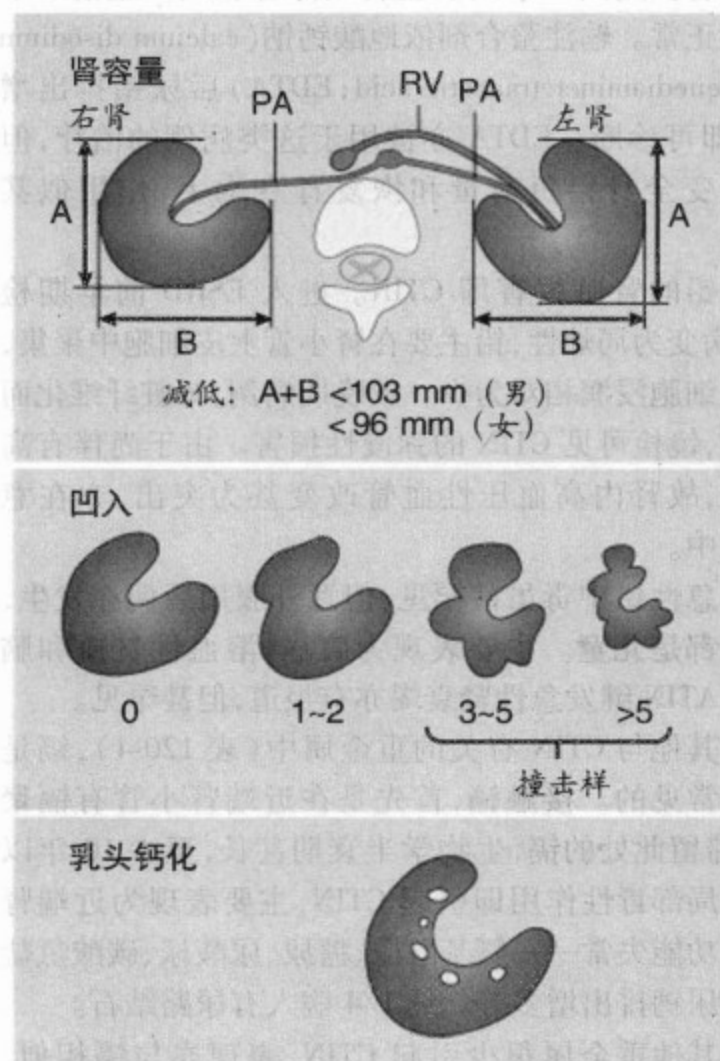 肾容量
右肾
PA
RV
PA
左肾
A
A
B
B
减低: A+B <103 mm（男）
<96 mm（女）
凹入
0
1~2
3~5
>5
撞击样
乳头钙化